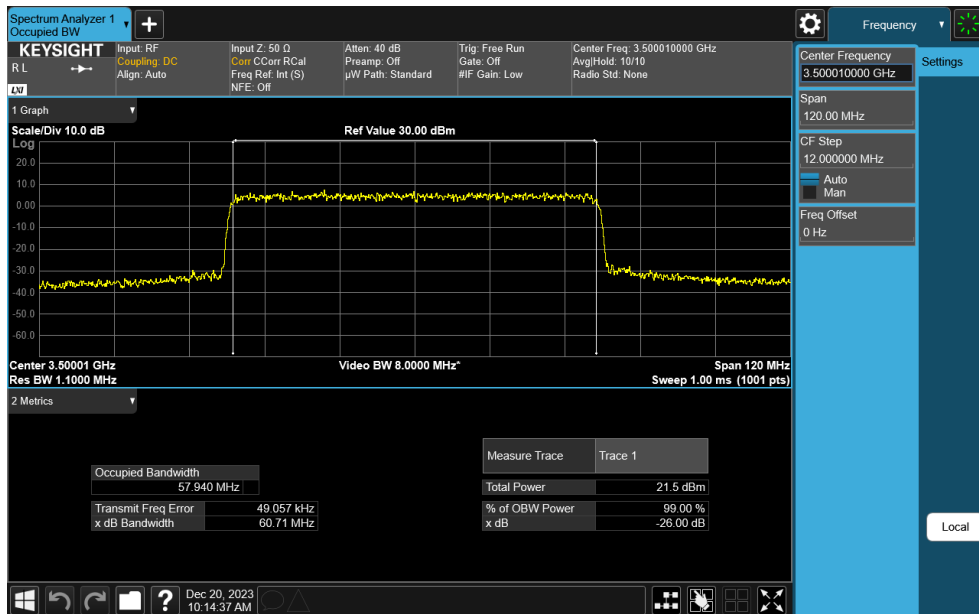 Spectrum Analyzer 1
Occupied BW
Frequency
KEYSIGHT
R L
LXI
Input: RF
Coupling: DC
Align: Auto
Input Z: 50 Ω
Corr CCorr RCal
Freq Ref: Int (S)
NFE: Off
Atten: 40 dB
Preamp: Off
µW Path: Standard
Trig: Free Run
Gate: Off
#IF Gain: Low
Center Freq: 3.500010000 GHz
Avg|Hold: 10/10
Radio Std: None
Center Frequency
3.500010000 GHz
Settings
Span
120.00 MHz
CF Step
12.000000 MHz
Auto
Man
Freq Offset
0 Hz
Local
1 Graph
Scale/Div 10.0 dB
Ref Value 30.00 dBm
Log
20.0
10.0
0.00
-10.0
-20.0
-30.0
-40.0
-50.0
-60.0
Center 3.50001 GHz
Video BW 8.0000 MHz*
Span 120 MHz
Res BW 1.1000 MHz
Sweep 1.00 ms (1001 pts)
2 Metrics
Measure Trace
Trace 1
Occupied Bandwidth
57.940 MHz
Total Power
21.5 dBm
Transmit Freq Error
49.057 kHz
% of OBW Power
99.00 %
x dB Bandwidth
60.71 MHz
x dB
-26.00 dB
?
Dec 20, 2023
10:14:37 AM